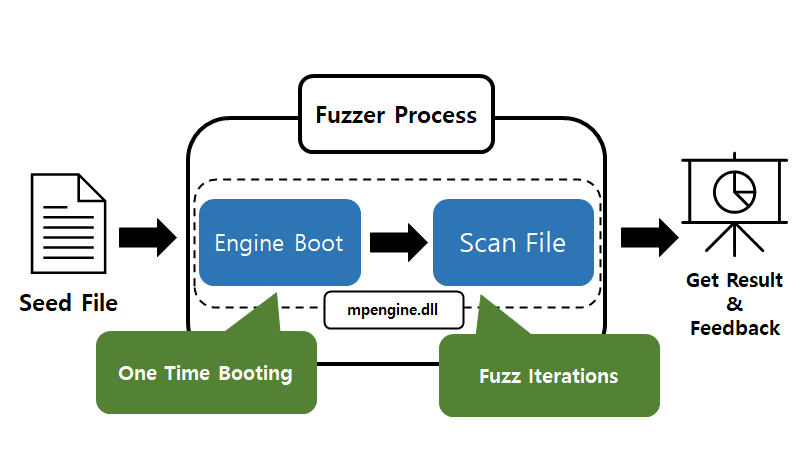 Fuzzer Process
Engine Boot
Scan File
Seed File
mpengine.dll
Get Result
&
Feedback
One Time Booting
Fuzz Iterations